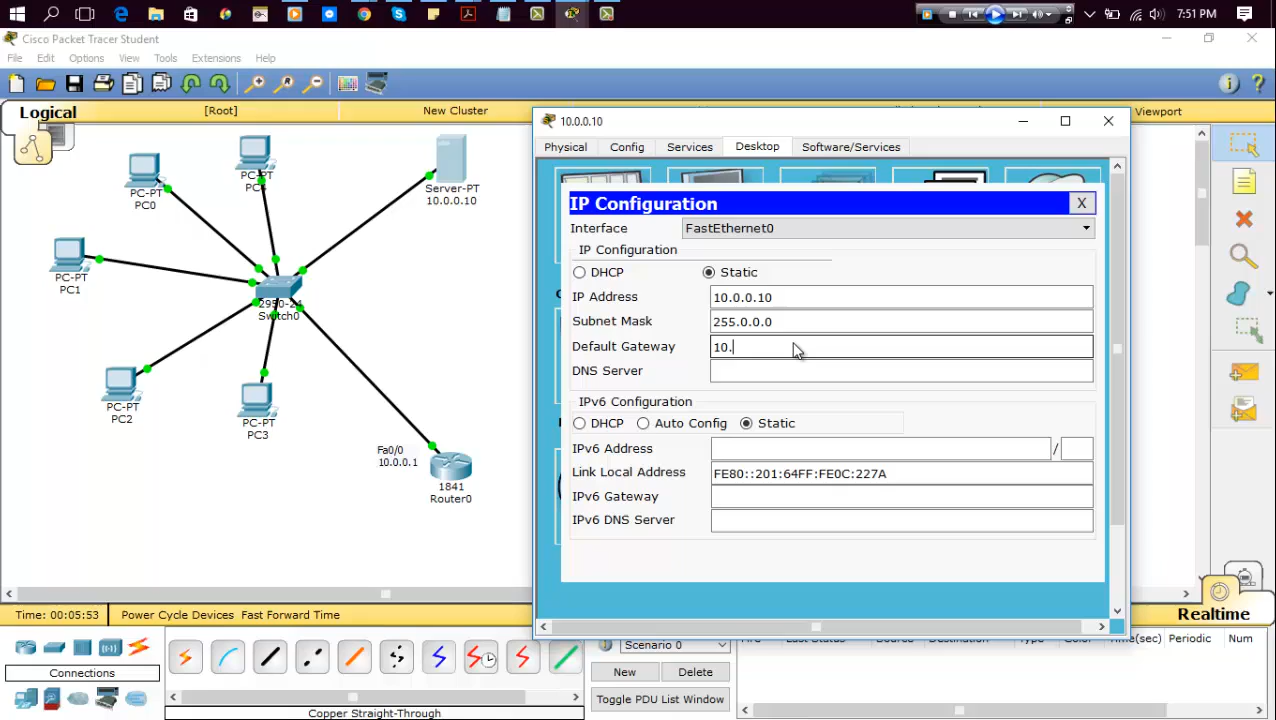 7:51 PM
Cisco Packet Tracer Student
File Edit Options View Tools Extensions Help
Logical
[Root]
New Cluster
Viewport
PC-PT
PC0
PC-PT
Server-PT
10.0.0.10
PC-PT
PC1
2950-24
Switch0
PC-PT
PC2
PC-PT
PC3
Fa0/0
10.0.0.1
1841
Router0
10.0.0.10
Physical Config Services Desktop Software/Services
IP Configuration
X
Interface FastEthernet0
IP Configuration
DHCP Static
IP Address 10.0.0.10
Subnet Mask 255.0.0.0
Default Gateway 10.
DNS Server
IPv6 Configuration
DHCP Auto Config Static
IPv6 Address /
Link Local Address FE80::201:64FF:FE0C:227A
IPv6 Gateway
IPv6 DNS Server
Time: 00:05:53 Power Cycle Devices Fast Forward Time
Realtime
Scenario 0
Last Status Source Destination Type Color Time(sec) Periodic Num
Connections
New Delete
Toggle PDU List Window
Copper Straight-Through